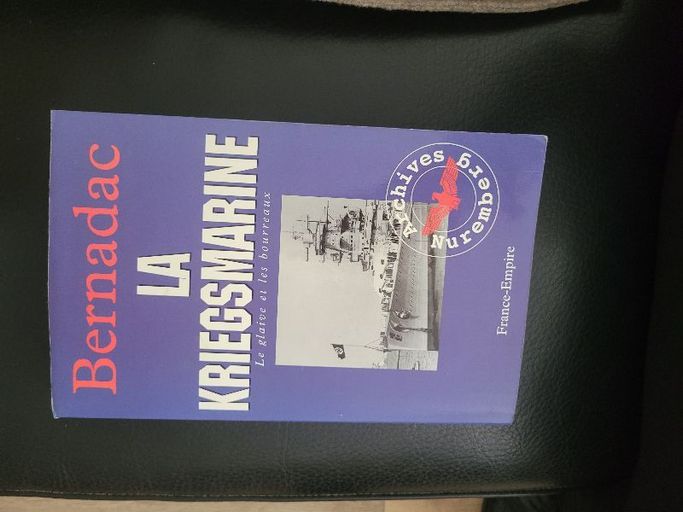 Bernadac
LA
KRIEGSMARINE
Le glaive et les bourreaux
Archives
Nuremberg
France-Empire